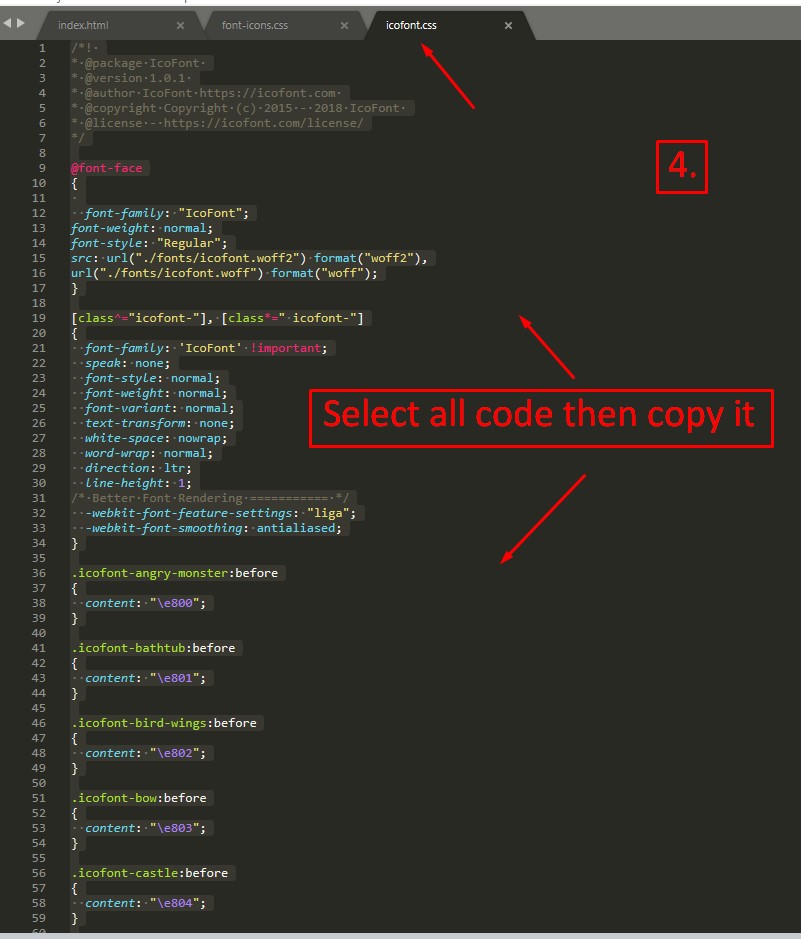 index.html × font-icons.css × icofont.css ×
4.
Select all code then copy it
1 /*!
2 * @package IcoFont
3 * @version 1.0.1
4 * @author IcoFont https://icofont.com
5 * @copyright Copyright (c) 2015 - 2018 IcoFont
6 * @license - https://icofont.com/license/
7 */
8
9 @font-face
10 {
11
12 font-family: "IcoFont";
13 font-weight: normal;
14 font-style: "Regular";
15 src: url("./fonts/icofont.woff2") format("woff2"),
16 url("./fonts/icofont.woff") format("woff");
17 }
18
19 [class^="icofont-"], [class*=" icofont-"]
20 {
21 font-family: 'IcoFont' !important;
22 speak: none;
23 font-style: normal;
24 font-weight: normal;
25 font-variant: normal;
26 text-transform: none;
27 white-space: nowrap;
28 word-wrap: normal;
29 direction: ltr;
30 line-height: 1;
31 /* Better Font Rendering =========== */
32 -webkit-font-feature-settings: "liga";
33 -webkit-font-smoothing: antialiased;
34 }
35
36 .icofont-angry-monster:before
37 {
38 content: "\e800";
39 }
40
41 .icofont-bathtub:before
42 {
43 content: "\e801";
44 }
45
46 .icofont-bird-wings:before
47 {
48 content: "\e802";
49 }
50
51 .icofont-bow:before
52 {
53 content: "\e803";
54 }
55
56 .icofont-castle:before
57 {
58 content: "\e804";
59 }
60